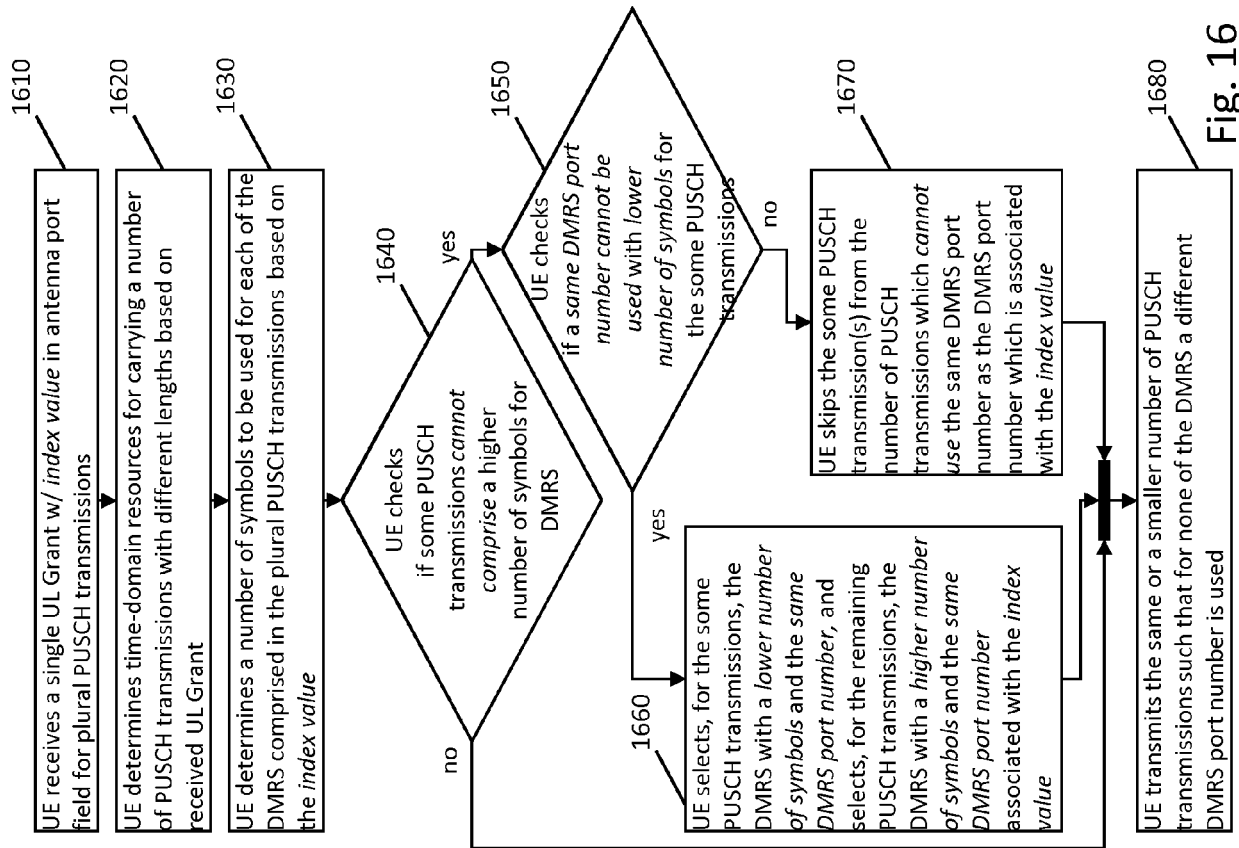 1610
UE receives a single UL Grant w/ index value in antenna port
field for plural PUSCH transmissions
1620
UE determines time-domain resources for carrying a number
of PUSCH transmissions with different lengths based on
received UL Grant
1630
UE determines a number of symbols to be used for each of the
DMRS comprised in the plural PUSCH transmissions based on
the index value
1640
UE checks
if some PUSCH
transmissions cannot
comprise a higher
number of symbols for
DMRS
no
yes
1650
UE checks
if a same DMRS port
number cannot be
used with lower
number of symbols for
the some PUSCH
transmissions
yes
no
1660
UE selects, for the some
PUSCH transmissions, the
DMRS with a lower number
of symbols and the same
DMRS port number, and
selects, for the remaining
PUSCH transmissions, the
DMRS with a higher number
of symbols and the same
DMRS port number
associated with the index
value
1670
UE skips the some PUSCH
transmission(s) from the
number of PUSCH
transmissions which cannot
use the same DMRS port
number as the DMRS port
number which is associated
with the index value
1680
UE transmits the same or a smaller number of PUSCH
transmissions such that for none of the DMRS a different
DMRS port number is used
Fig. 16